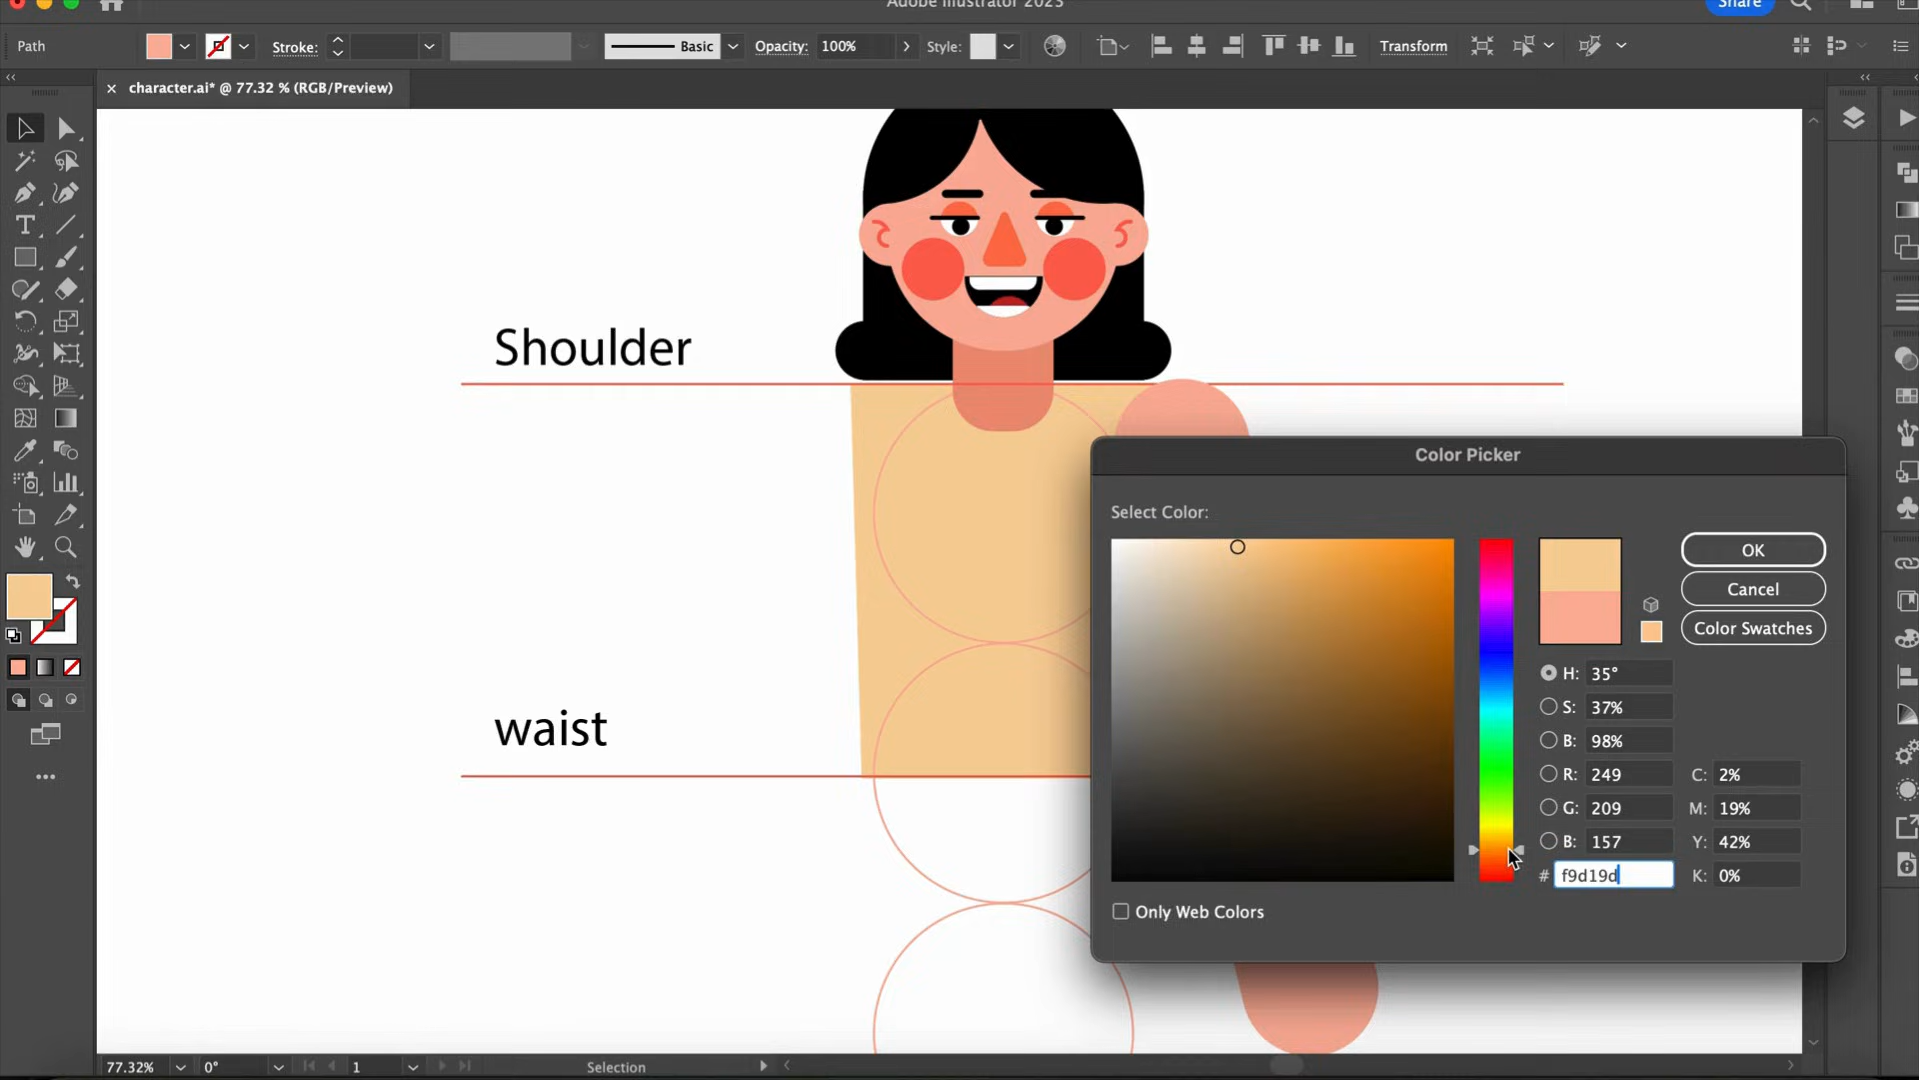 Adobe Illustrator 2023
Share
Path
Stroke:
Basic
Opacity:
100%
Style:
Transform
× character.ai* @ 77.32 % (RGB/Preview)
Shoulder
waist
Color Picker
Select Color:
OK
Cancel
Color Swatches
H: 35°
S: 37%
B: 98%
R: 249
C: 2%
G: 209
M: 19%
B: 157
Y: 42%
# f9d19d
K: 0%
Only Web Colors
77.32%
0°
1
Selection